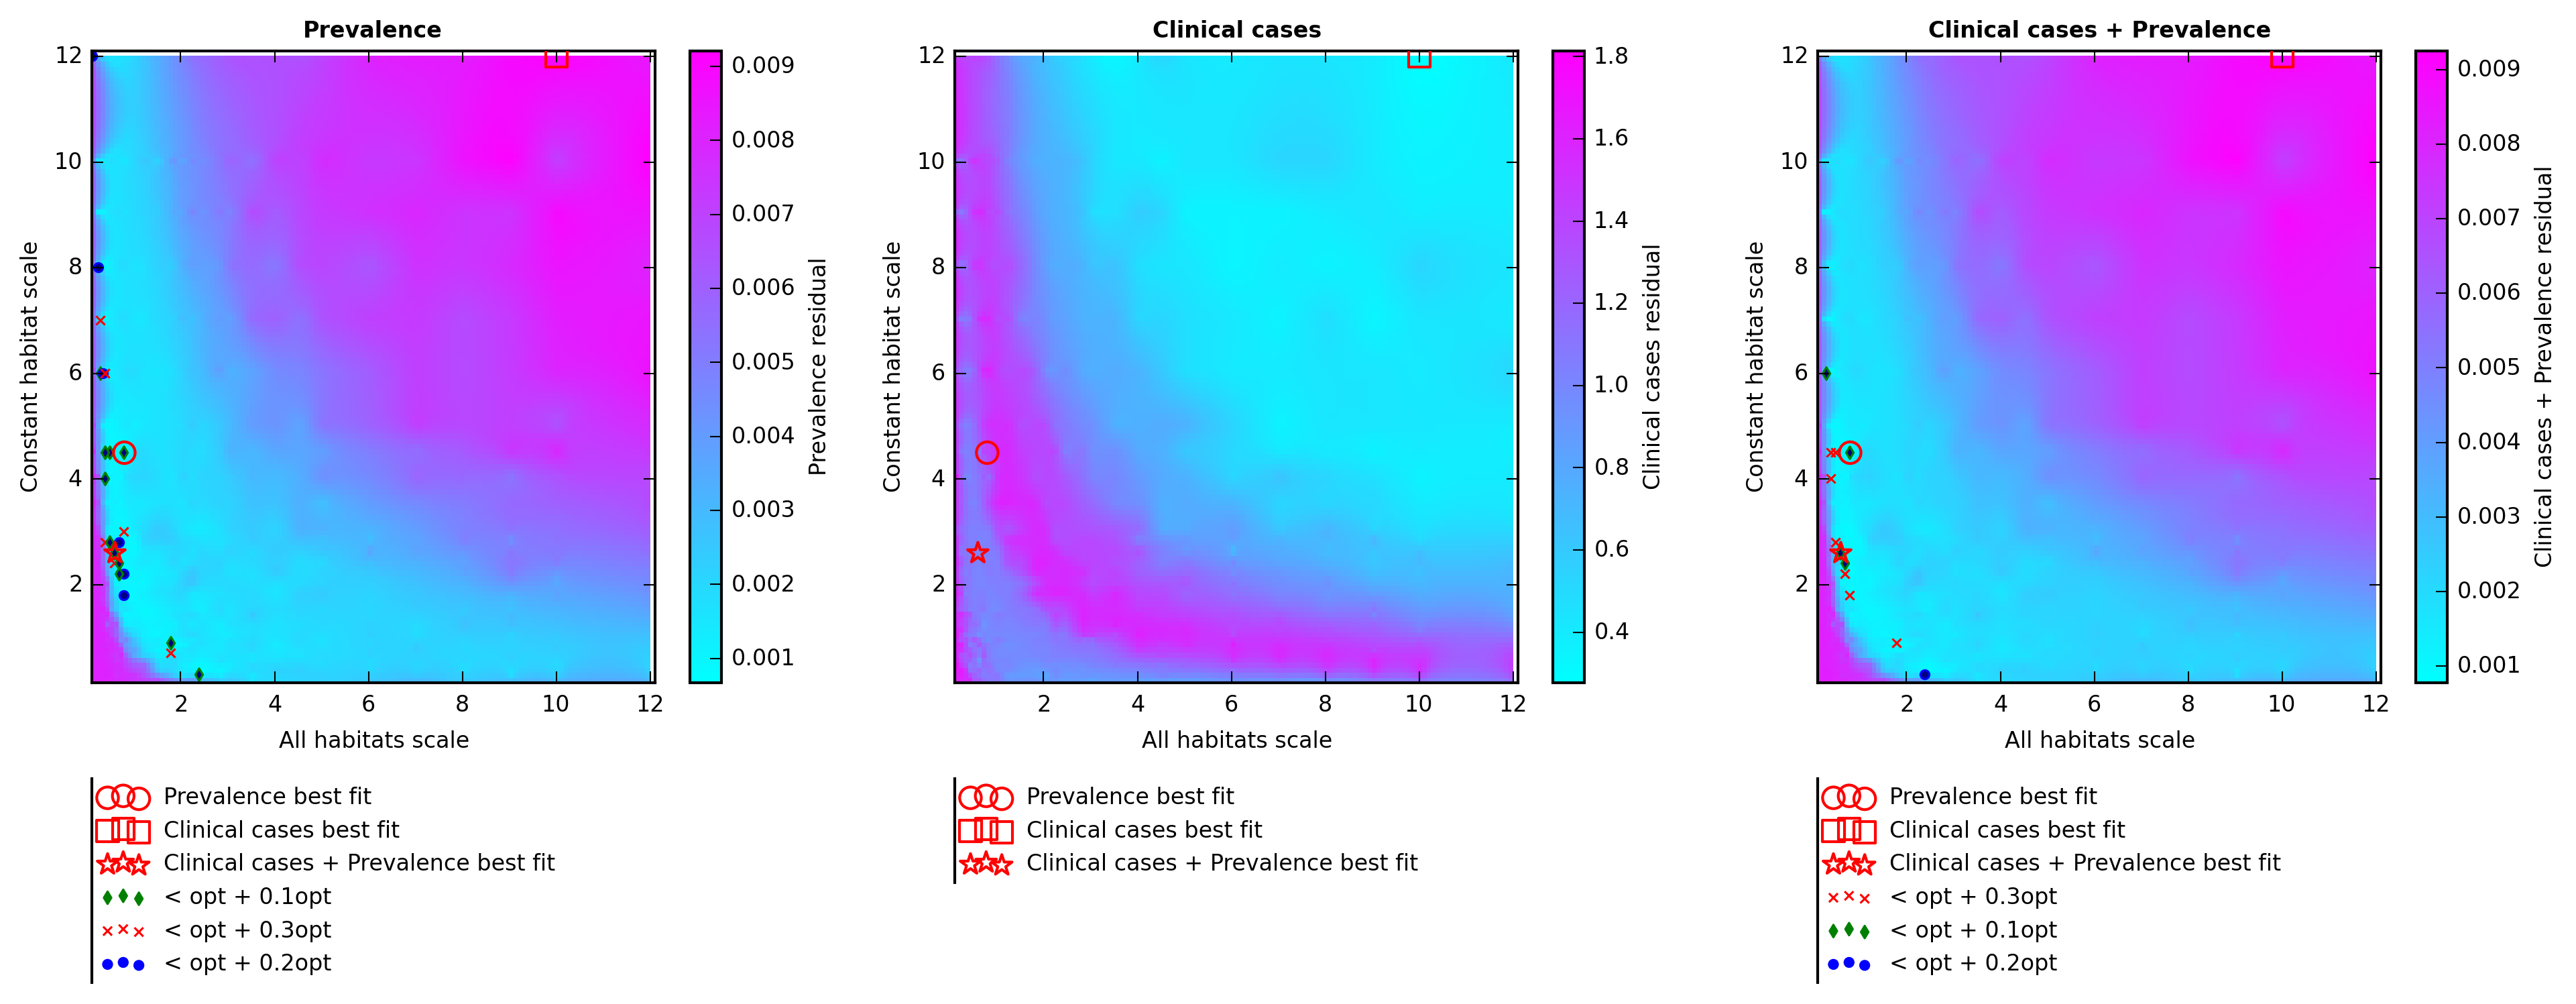 Prevalence
12
10
8
6
4
2
Constant habitat scale
2 4 6 8 10 12
All habitats scale
0.009
0.008
0.007
0.006
0.005
0.004
0.003
0.002
0.001
Prevalence residual
Prevalence best fit
Clinical cases best fit
Clinical cases + Prevalence best fit
< opt + 0.1opt
< opt + 0.3opt
< opt + 0.2opt
Clinical cases
12
10
8
6
4
2
Constant habitat scale
2 4 6 8 10 12
All habitats scale
1.8
1.6
1.4
1.2
1.0
0.8
0.6
0.4
Clinical cases residual
Prevalence best fit
Clinical cases best fit
Clinical cases + Prevalence best fit
Clinical cases + Prevalence
12
10
8
6
4
2
Constant habitat scale
2 4 6 8 10 12
All habitats scale
0.009
0.008
0.007
0.006
0.005
0.004
0.003
0.002
0.001
Clinical cases + Prevalence residual
Prevalence best fit
Clinical cases best fit
Clinical cases + Prevalence best fit
< opt + 0.3opt
< opt + 0.1opt
< opt + 0.2opt